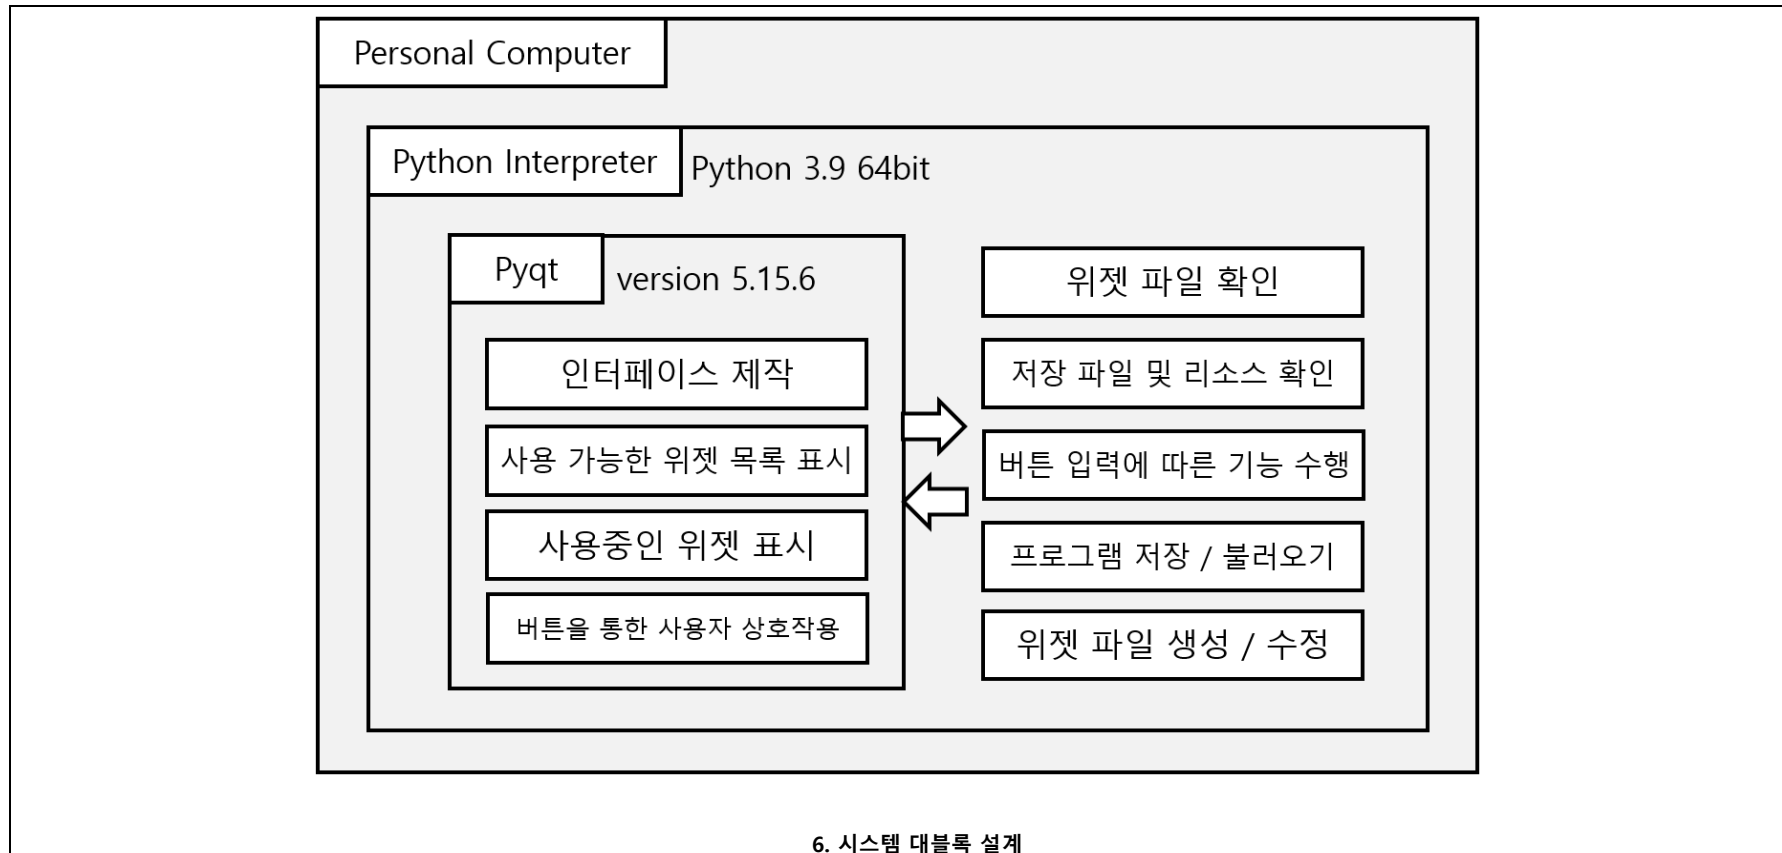 Personal Computer
Python Interpreter
Python 3.9 64bit
Pyqt
version 5.15.6
인터페이스 제작
사용 가능한 위젯 목록 표시
사용중인 위젯 표시
버튼을 통한 사용자 상호작용
위젯 파일 확인
저장 파일 및 리소스 확인
버튼 입력에 따른 기능 수행
프로그램 저장 / 불러오기
위젯 파일 생성 / 수정
6. 시스템 대블록 설계